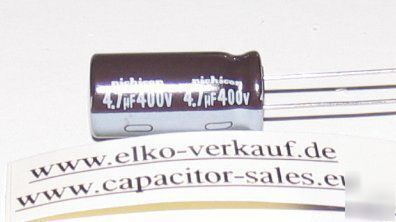 nichicon nichicon
4.7µF400V 4.7µF400V
www.elko-verkauf.de
www.capacitor-sales.eu